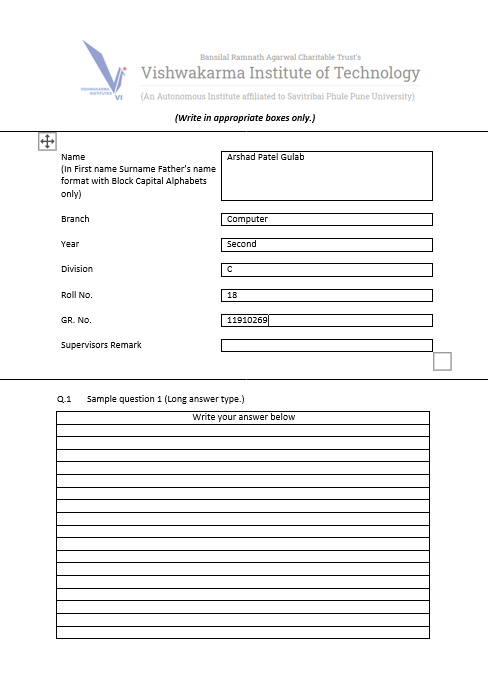 Bansilal Ramnath Agarwal Charitable Trust's
Vishwakarma Institute of Technology
(An Autonomous Institute affiliated to Savitribai Phule Pune University)
VISHWAKARMA
INSTITUTES
VI
(Write in appropriate boxes only.)
Name
(In First name Surname Father's name
format with Block Capital Alphabets
only)
Arshad Patel Gulab
Branch
Computer
Year
Second
Division
C
Roll No.
18
GR. No.
11910269
Supervisors Remark
Q.1 Sample question 1 (Long answer type.)
Write your answer below